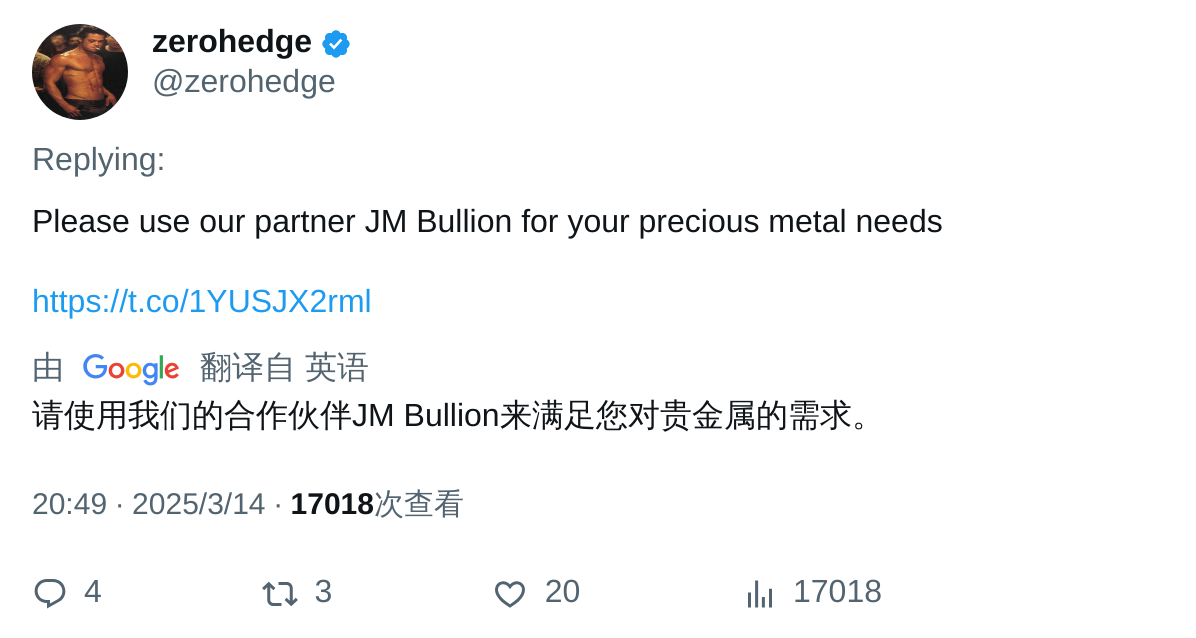 zerohedge
@zerohedge
Replying:
Please use our partner JM Bullion for your precious metal needs
https://t.co/1YUSJX2rml
由 Google 翻译自 英语
请使用我们的合作伙伴JM Bullion来满足您对贵金属的需求。
20:49 · 2025/3/14 · 17018次查看
4 3 20 17018